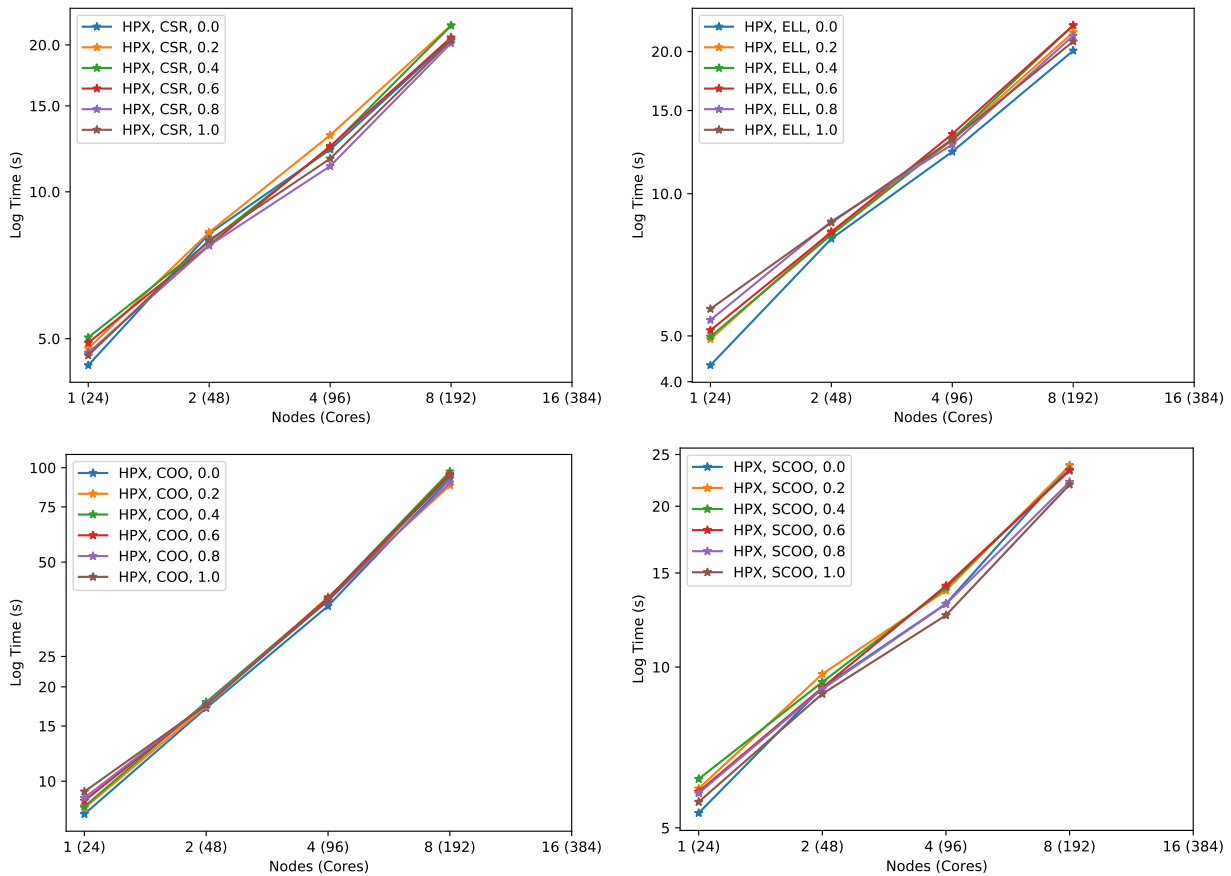 HPX, CSR, 0.0
HPX, CSR, 0.2
HPX, CSR, 0.4
HPX, CSR, 0.6
HPX, CSR, 0.8
HPX, CSR, 1.0
20.0
15.0
10.0
5.0
Log Time (s)
1 (24)
2 (48)
4 (96)
8 (192)
16 (384)
Nodes (Cores)
HPX, ELL, 0.0
HPX, ELL, 0.2
HPX, ELL, 0.4
HPX, ELL, 0.6
HPX, ELL, 0.8
HPX, ELL, 1.0
20.0
15.0
10.0
5.0
4.0
Log Time (s)
1 (24)
2 (48)
4 (96)
8 (192)
16 (384)
Nodes (Cores)
HPX, COO, 0.0
HPX, COO, 0.2
HPX, COO, 0.4
HPX, COO, 0.6
HPX, COO, 0.8
HPX, COO, 1.0
100
75
50
25
20
15
10
Log Time (s)
1 (24)
2 (48)
4 (96)
8 (192)
16 (384)
Nodes (Cores)
HPX, SCOO, 0.0
HPX, SCOO, 0.2
HPX, SCOO, 0.4
HPX, SCOO, 0.6
HPX, SCOO, 0.8
HPX, SCOO, 1.0
25
20
15
10
5
Log Time (s)
1 (24)
2 (48)
4 (96)
8 (192)
16 (384)
Nodes (Cores)